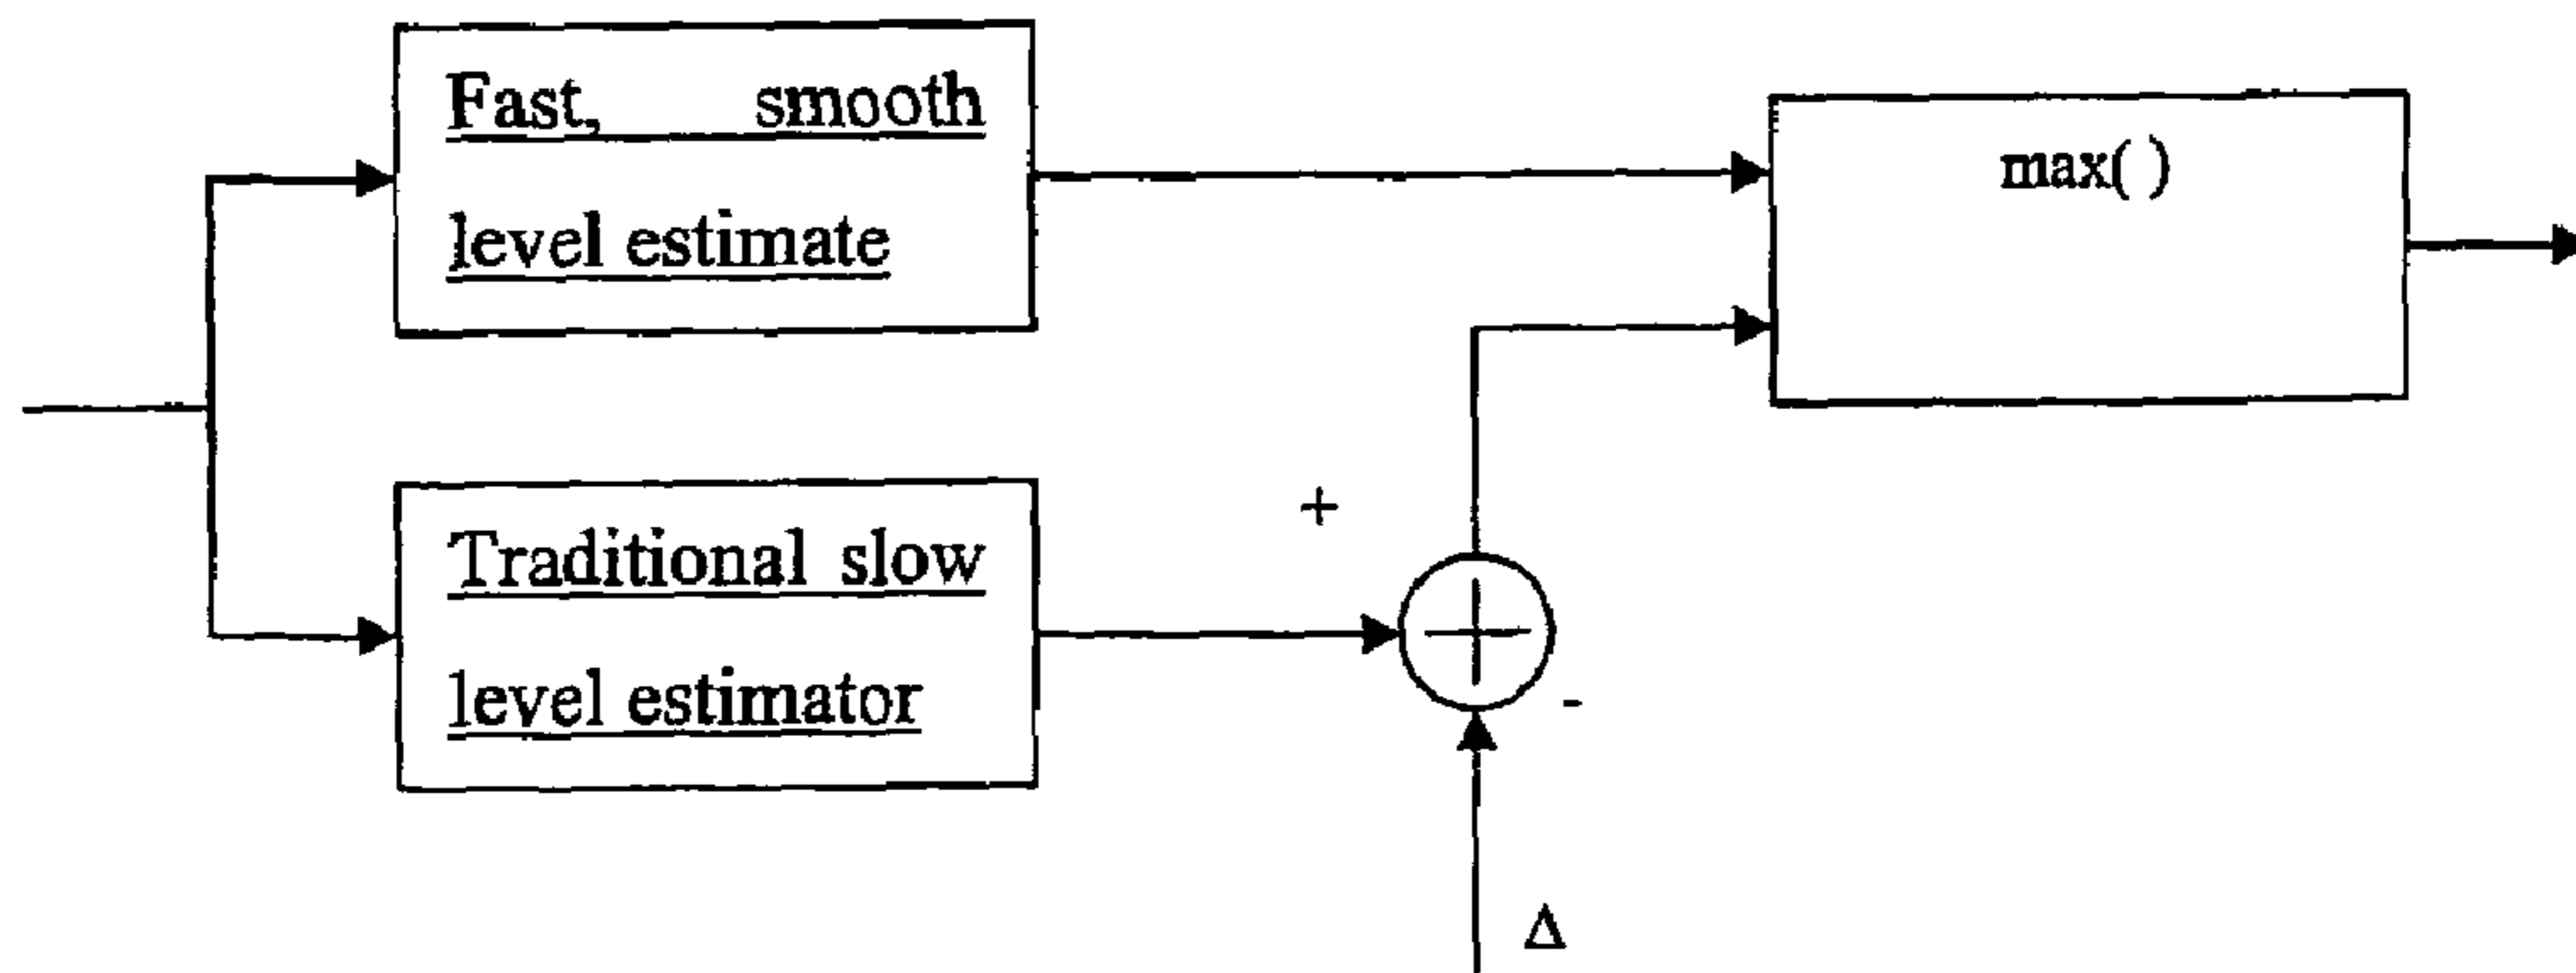 Fast, smooth
level estimate
max( )
+
Traditional slow
level estimator
-
Δ